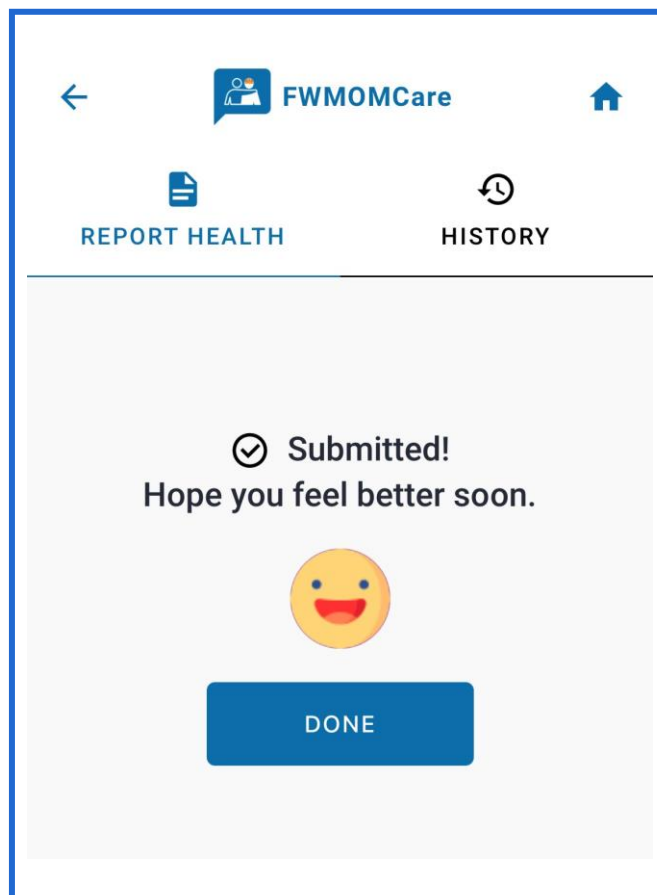 FWMOMCare
REPORT HEALTH
HISTORY
Submitted!
Hope you feel better soon.
DONE